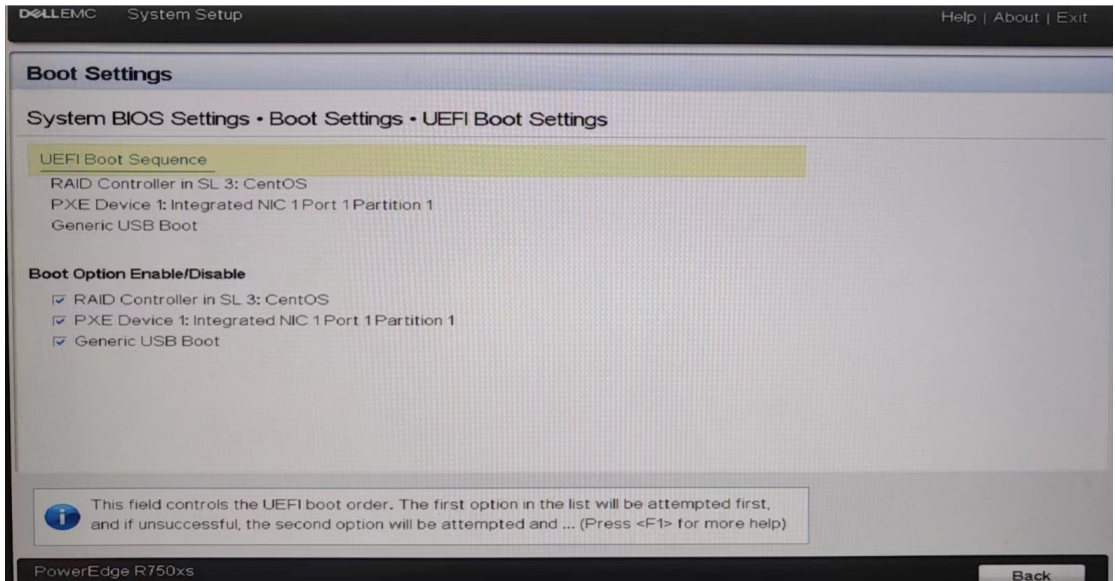 DELLEMC System Setup
Help | About | Exit
Boot Settings
System BIOS Settings • Boot Settings • UEFI Boot Settings
UEFI Boot Sequence
RAID Controller in SL 3: CentOS
PXE Device 1: Integrated NIC 1 Port 1 Partition 1
Generic USB Boot
Boot Option Enable/Disable
RAID Controller in SL 3: CentOS
PXE Device 1: Integrated NIC 1 Port 1 Partition 1
Generic USB Boot
This field controls the UEFI boot order. The first option in the list will be attempted first,
and if unsuccessful, the second option will be attempted and ... (Press <F1> for more help)
PowerEdge R750xs
Back